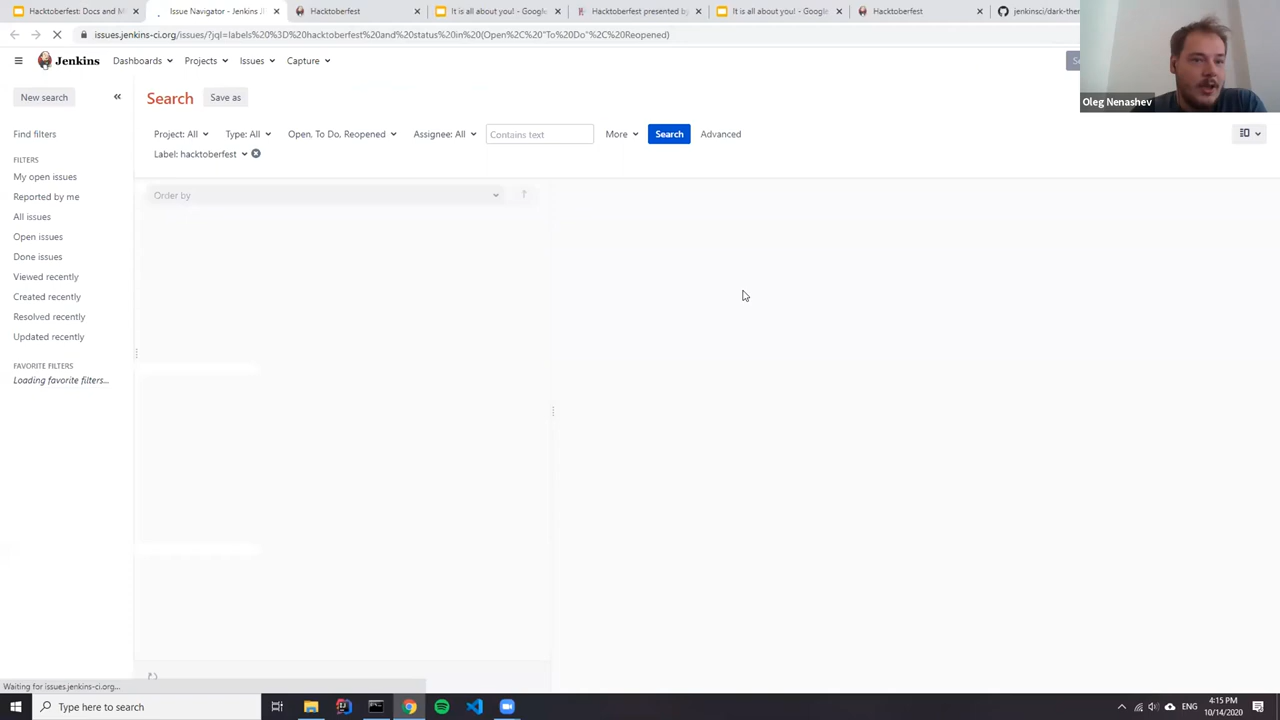 Hacktoberfest: Docs and M
Issue Navigator - Jenkins J
Hacktoberfest
It is all about you! - Google
Hacktoberfest presented by
It is all about you! - Google
Hacktoberfest
jenkinsci/dark-the
issues.jenkins-ci.org/issues/?jql=labels%20%3D%20hacktoberfest%20and%20status%20in%20(Open%2C%20"To%20Do"%2C%20Reopened)
Jenkins
Dashboards
Projects
Issues
Capture
Se
Oleg Nenashev
New search
Search
Save as
Find filters
Project: All
Type: All
Open, To Do, Reopened
Assignee: All
Contains text
More
Search
Advanced
Label: hacktoberfest
FILTERS
My open issues
Reported by me
All issues
Open issues
Done issues
Viewed recently
Created recently
Resolved recently
Updated recently
Order by
FAVORITE FILTERS
Loading favorite filters...
Waiting for issues.jenkins-ci.org...
Type here to search
ENG
4:15 PM
10/14/2020